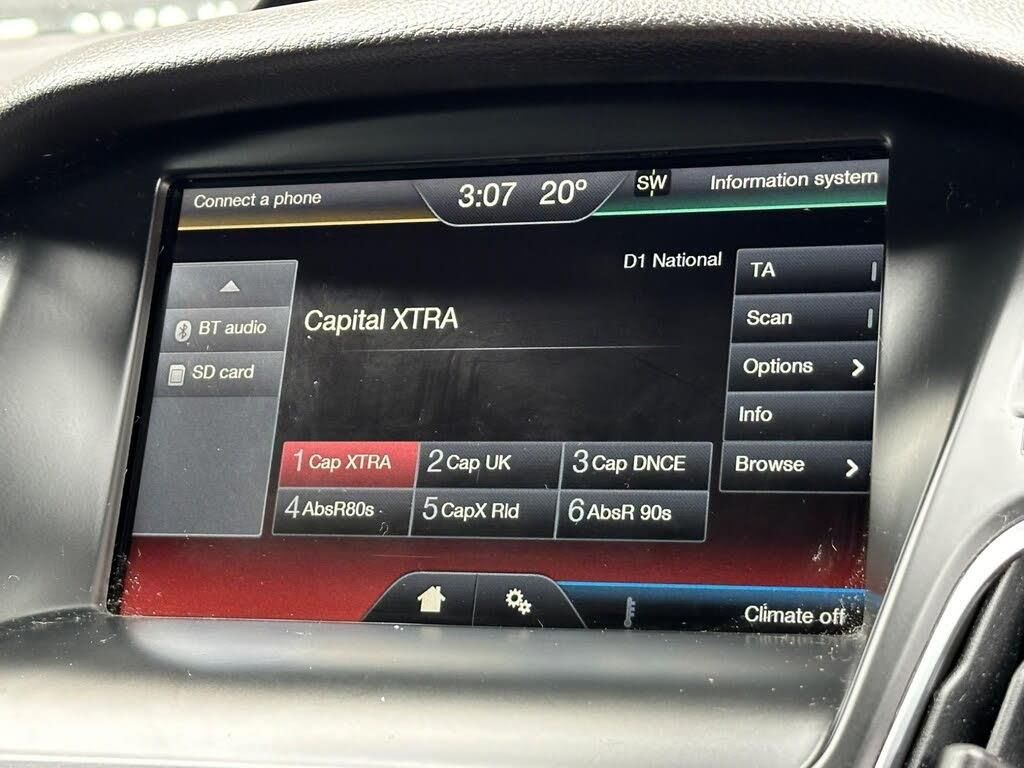 Connect a phone
3:07 20°
SW
Information system
D1 National
BT audio
SD card
Capital XTRA
TA
Scan
Options
Info
Browse
1 Cap XTRA
2 Cap UK
3 Cap DNCE
4 AbsR80s
5 CapX Rld
6 AbsR 90s
Climate off